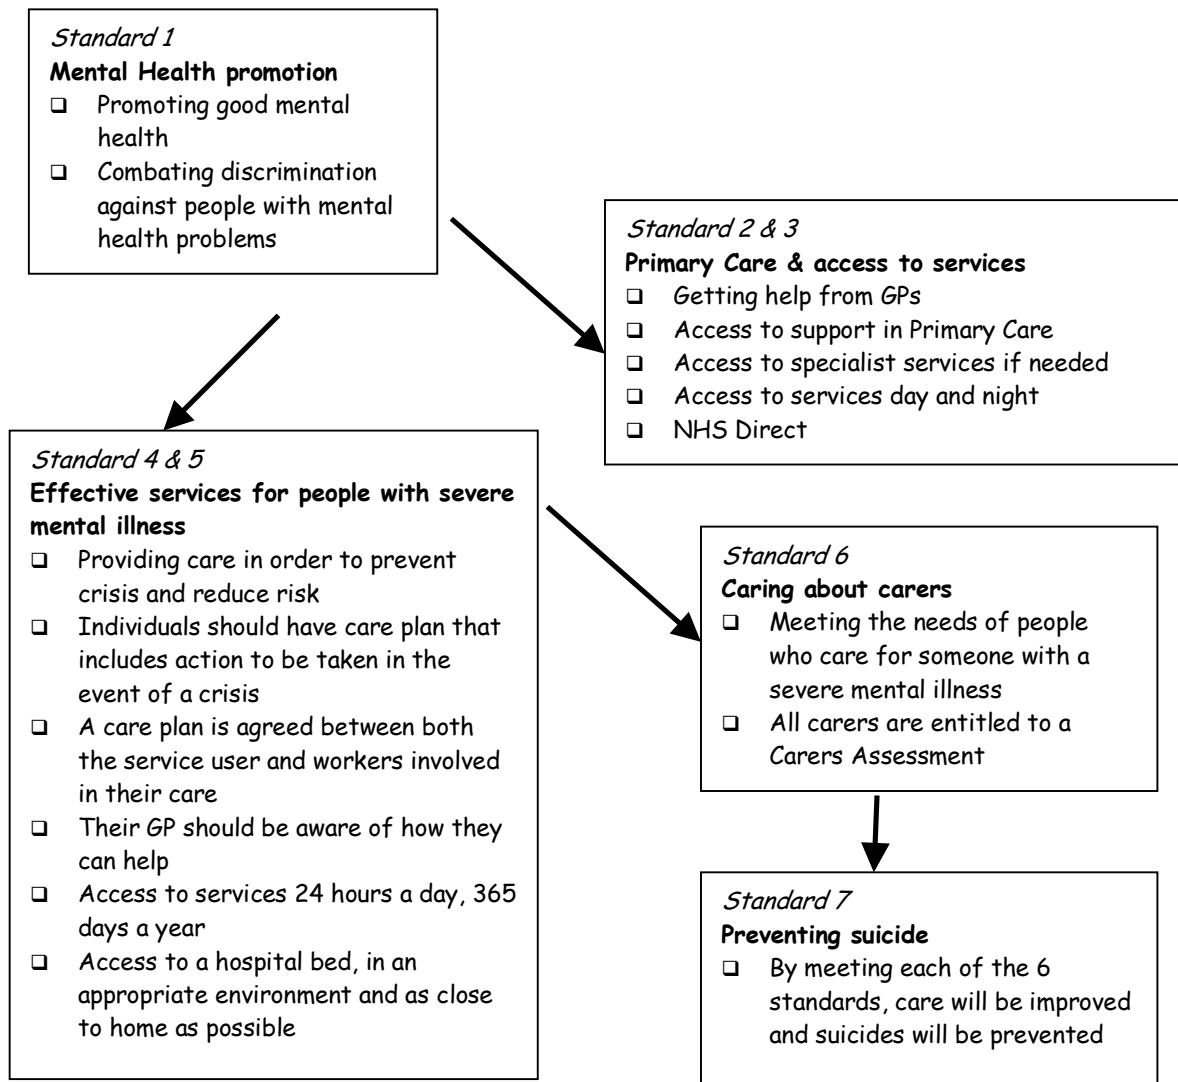 Standard 1
Mental Health promotion
❑ Promoting good mental
health
❑ Combating discrimination
against people with mental
health problems
Standard 2 & 3
Primary Care & access to services
❑ Getting help from GPs
❑ Access to support in Primary Care
❑ Access to specialist services if needed
❑ Access to services day and night
❑ NHS Direct
Standard 4 & 5
Effective services for people with severe
mental illness
❑ Providing care in order to prevent
crisis and reduce risk
❑ Individuals should have care plan that
includes action to be taken in the
event of a crisis
❑ A care plan is agreed between both
the service user and workers involved
in their care
❑ Their GP should be aware of how they
can help
❑ Access to services 24 hours a day, 365
days a year
❑ Access to a hospital bed, in an
appropriate environment and as close
to home as possible
Standard 6
Caring about carers
❑ Meeting the needs of people
who care for someone with a
severe mental illness
❑ All carers are entitled to a
Carers Assessment
Standard 7
Preventing suicide
❑ By meeting each of the 6
standards, care will be improved
and suicides will be prevented